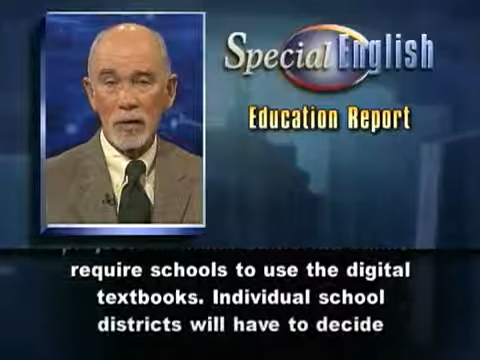 Special English
Education Report
require schools to use the digital
textbooks. Individual school
districts will have to decide